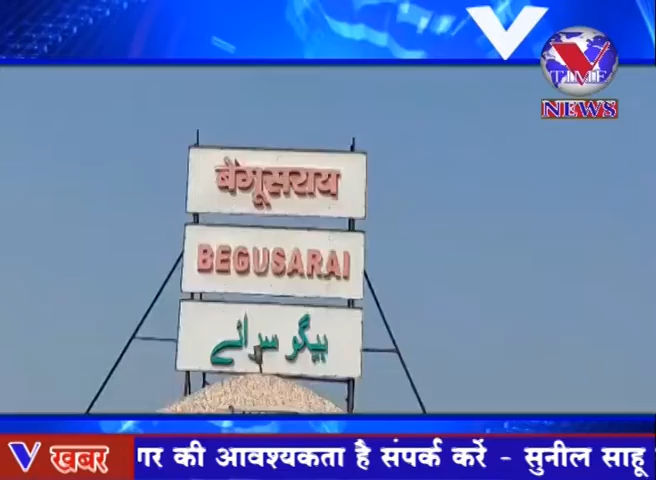 V TIME
NEWS
बेगूसराय
BEGUSARAI
بیگوسرائے
V खबर
गर की आवश्यकता है संपर्क करें - सुनील साहू